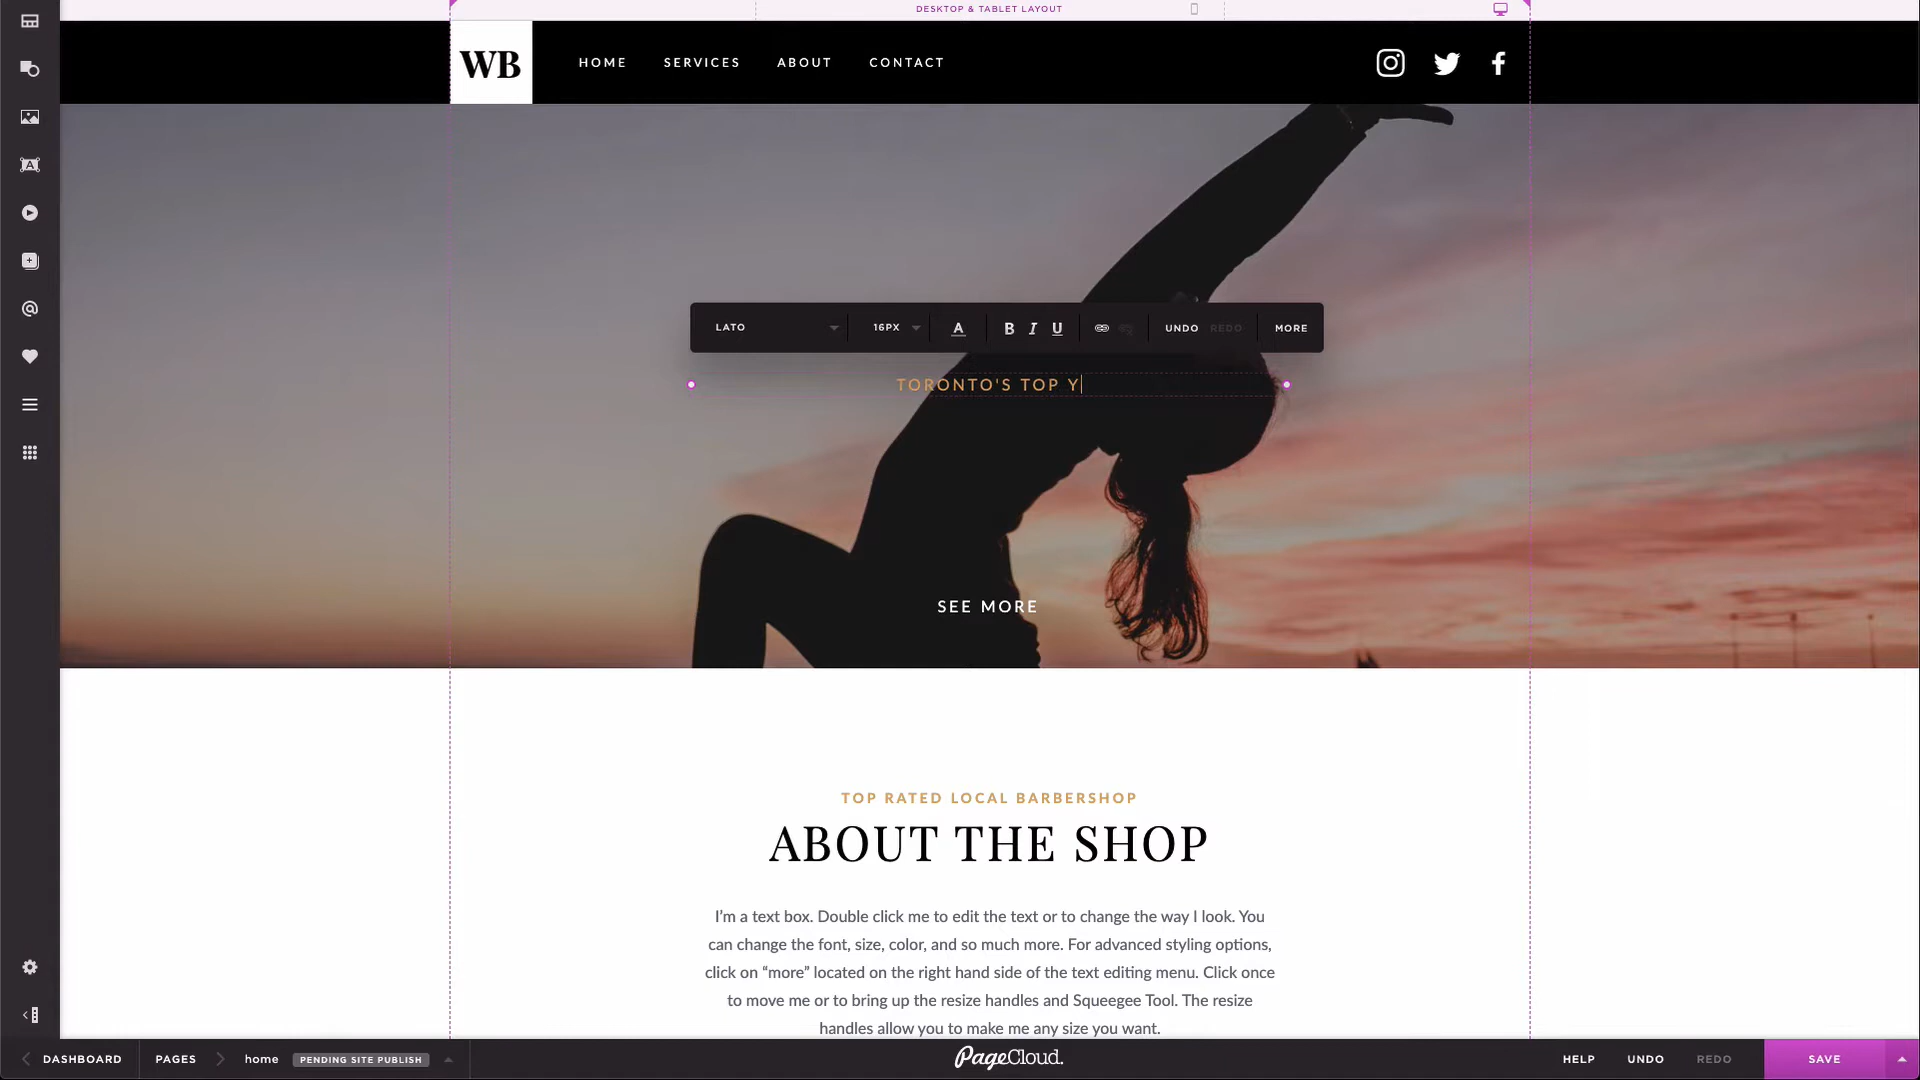 DESKTOP & TABLET LAYOUT
WB HOME SERVICES ABOUT CONTACT
LATO 16PX A B I U UNDO REDO MORE
TORONTO'S TOP Y
SEE MORE
TOP RATED LOCAL BARBERSHOP
ABOUT THE SHOP
I’m a text box. Double click me to edit the text or to change the way I look. You
can change the font, size, color, and so much more. For advanced styling options,
click on “more” located on the right hand side of the text editing menu. Click once
to move me or to bring up the resize handles and Squeegee Tool. The resize
handles allow you to make me any size you want.
DASHBOARD PAGES home PENDING SITE PUBLISH PageCloud. HELP UNDO REDO SAVE